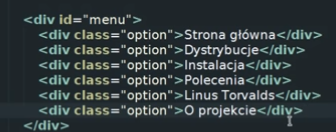 <div id="menu">
<div class="option">Strona główna</div>
<div class="option">Dystrybucje</div>
<div class="option">Instalacja</div>
<div class="option">Polecenia</div>
<div class="option">Linus Torvalds</div>
<div class="option">O projekcie</div>
</div>